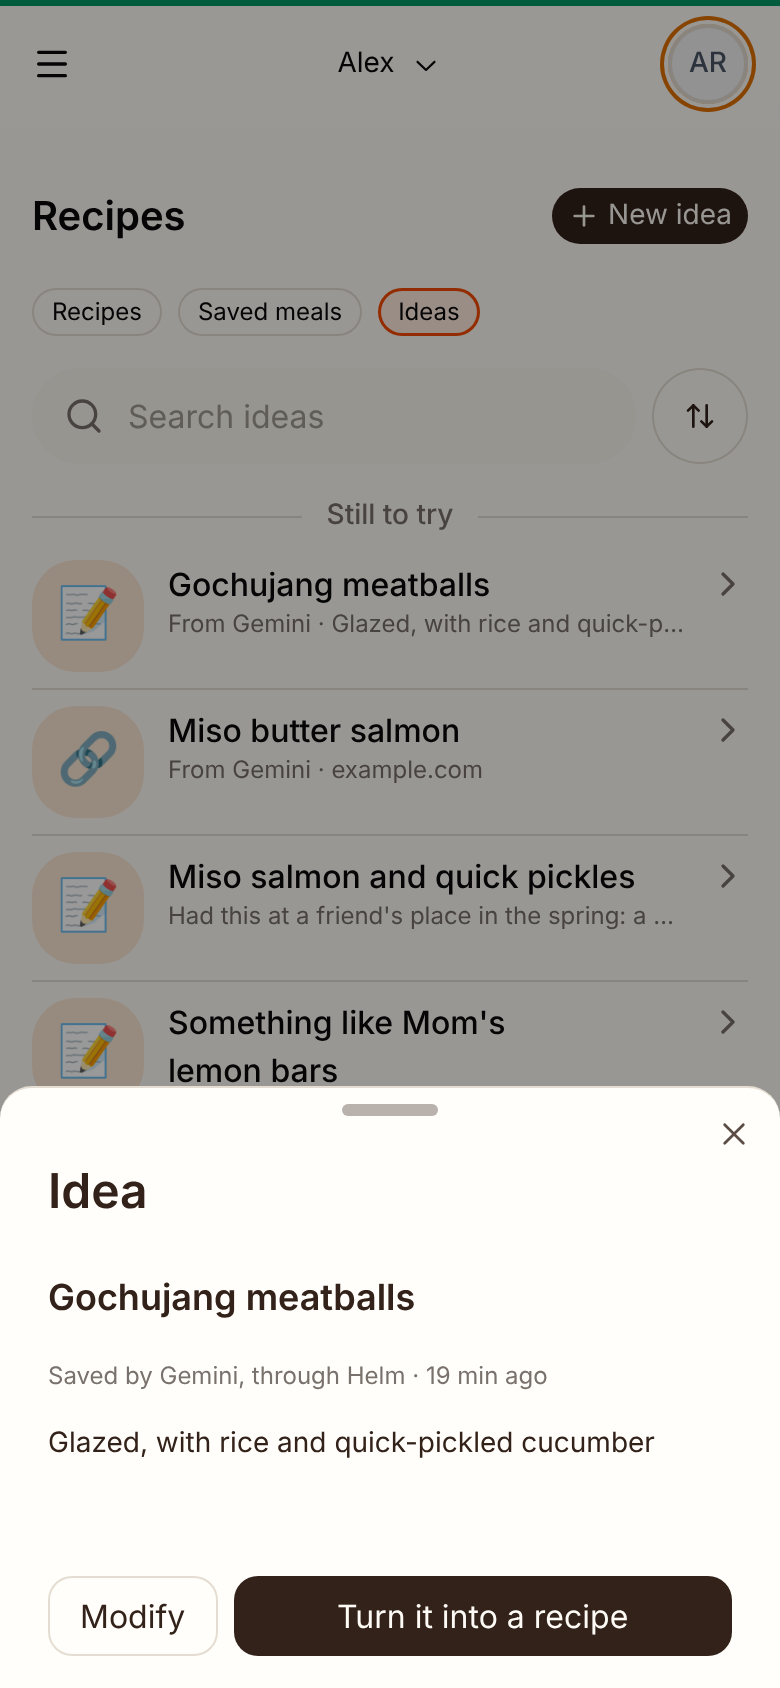 Alex
AR
Recipes
New idea
Recipes
Saved meals
Ideas
Search ideas
Still to try
Gochujang meatballs
From Gemini · Glazed, with rice and quick-p...
Miso butter salmon
From Gemini · example.com
Miso salmon and quick pickles
Had this at a friend's place in the spring: a ...
Something like Mom's
lemon bars
Idea
Gochujang meatballs
Saved by Gemini, through Helm · 19 min ago
Glazed, with rice and quick-pickled cucumber
Modify
Turn it into a recipe